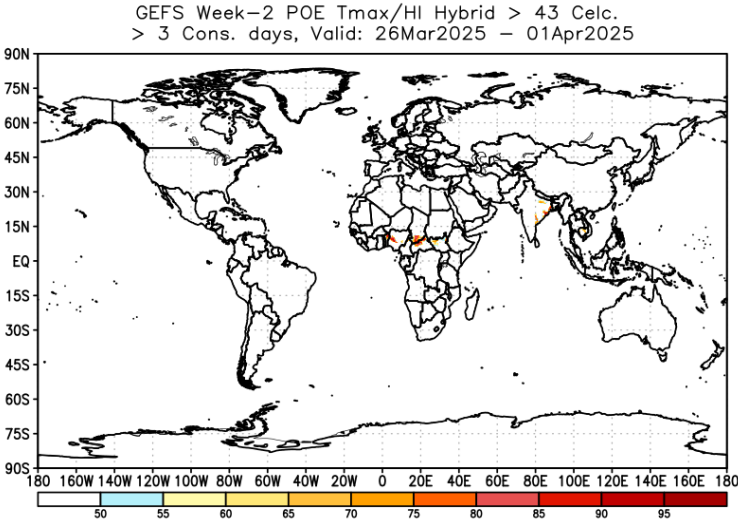 GEFS Week-2 POE Tmax/HI Hybrid > 43 Celc.
> 3 Cons. days, Valid: 26Mar2025 - 01Apr2025
90N
75N
60N
45N
30N
15N
EQ
15S
30S
45S
60S
75S
90S
180 160W 140W 120W 100W 80W 60W 40W 20W 0 20E 40E 60E 80E 100E 120E 140E 160E 180
50 55 60 65 70 75 80 85 90 95